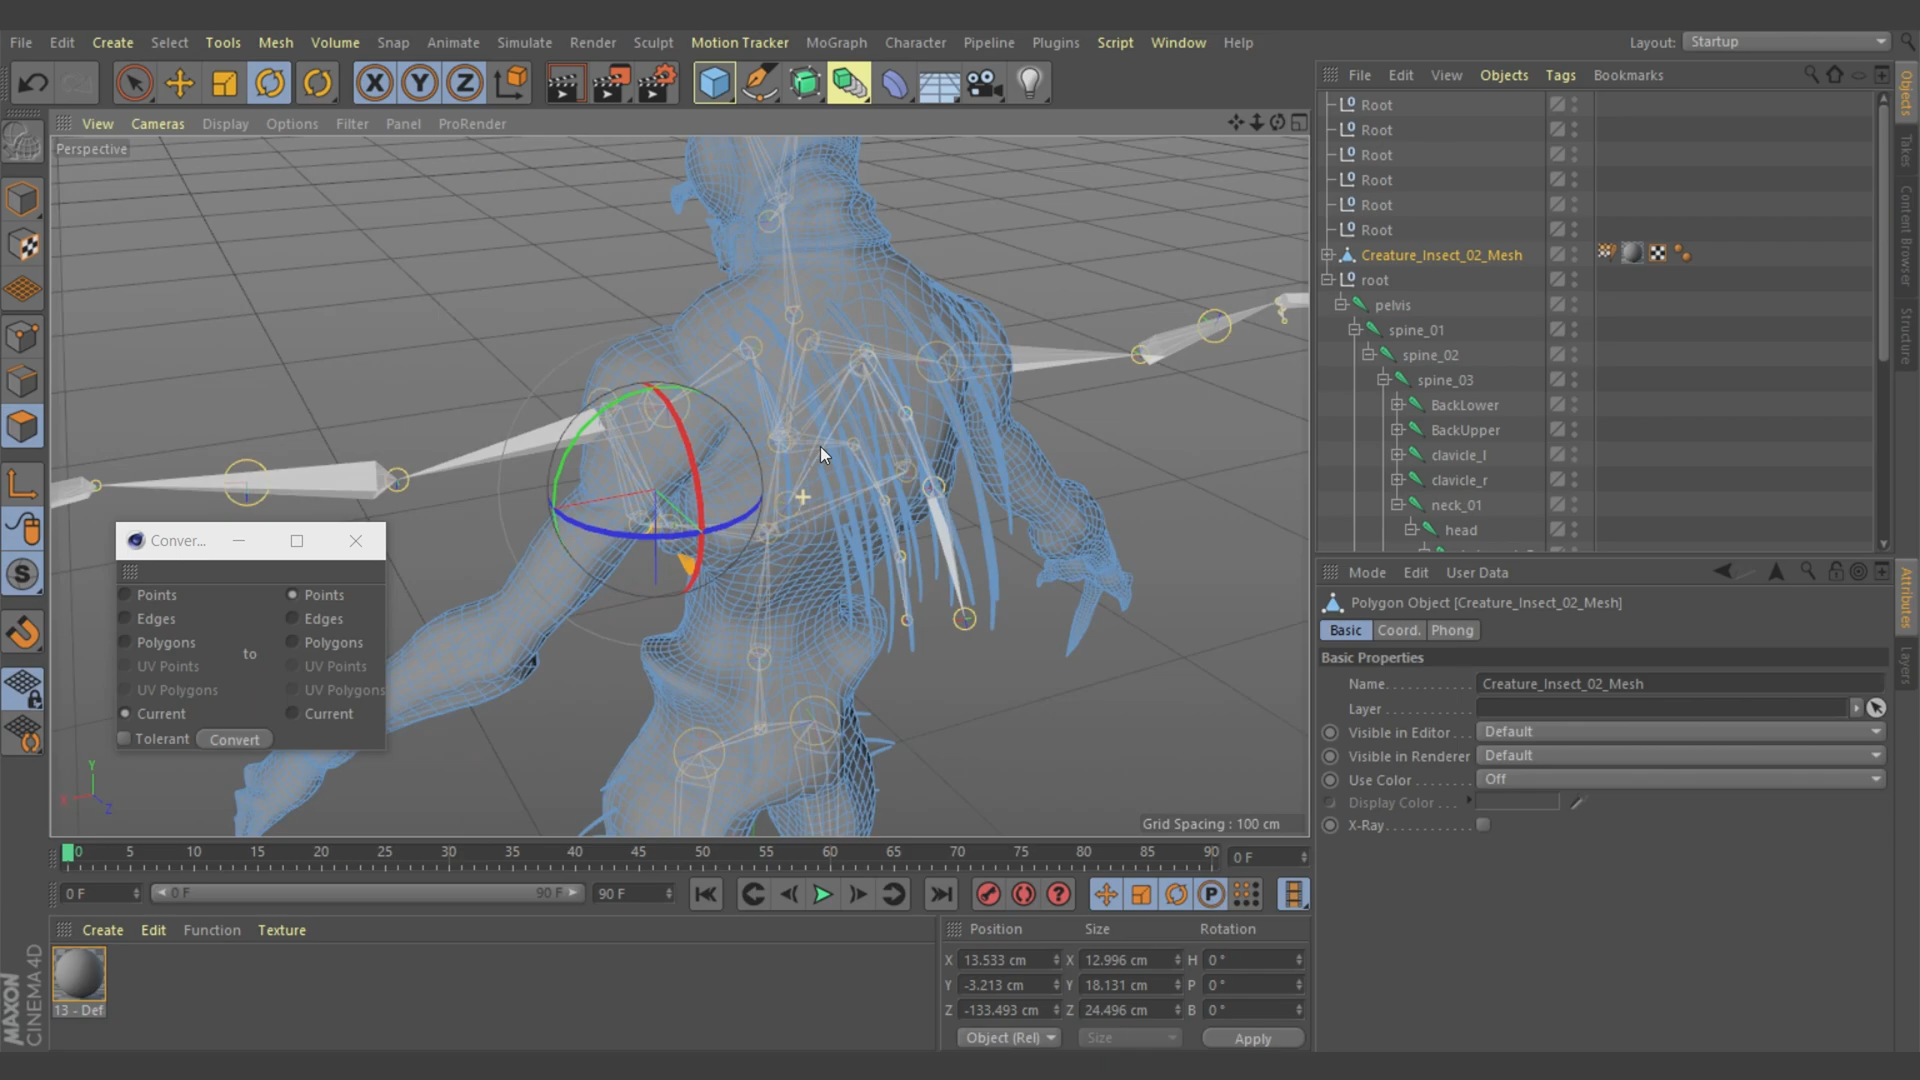 File Edit Create Select Tools Mesh Volume Snap Animate Simulate Render Sculpt Motion Tracker MoGraph Character Pipeline Plugins Script Window Help Layout: Startup
X Y Z
File Edit View Objects Tags Bookmarks
View Cameras Display Options Filter Panel ProRender
Perspective
Root
Root
Root
Root
Root
Root
Creature_Insect_02_Mesh
root
pelvis
spine_01
spine_02
spine_03
BackLower
BackUpper
clavicle_l
clavicle_r
neck_01
head
Objects
Takes
Content Browser
Structure
Conver...
Points Points
Edges Edges
Polygons Polygons
to
UV Points UV Points
UV Polygons UV Polygons
Current Current
Tolerant Convert
Y
X
Z
Grid Spacing : 100 cm
Mode Edit User Data
Polygon Object [Creature_Insect_02_Mesh]
Basic Coord. Phong
Basic Properties
Name Creature_Insect_02_Mesh
Layer
Visible in Editor Default
Visible in Renderer Default
Use Color Off
Display Color
X-Ray
Attributes
Layers
0 5 10 15 20 25 30 35 40 45 50 55 60 65 70 75 80 85 90 0 F
0 F 0 F 90 F 90 F
P
Create Edit Function Texture
13 - Def
MAXON
CINEMA 4D
Position Size Rotation
X 13.533 cm X 12.996 cm H 0 °
Y -3.213 cm Y 18.131 cm P 0 °
Z -133.493 cm Z 24.496 cm B 0 °
Object (Rel) Size Apply